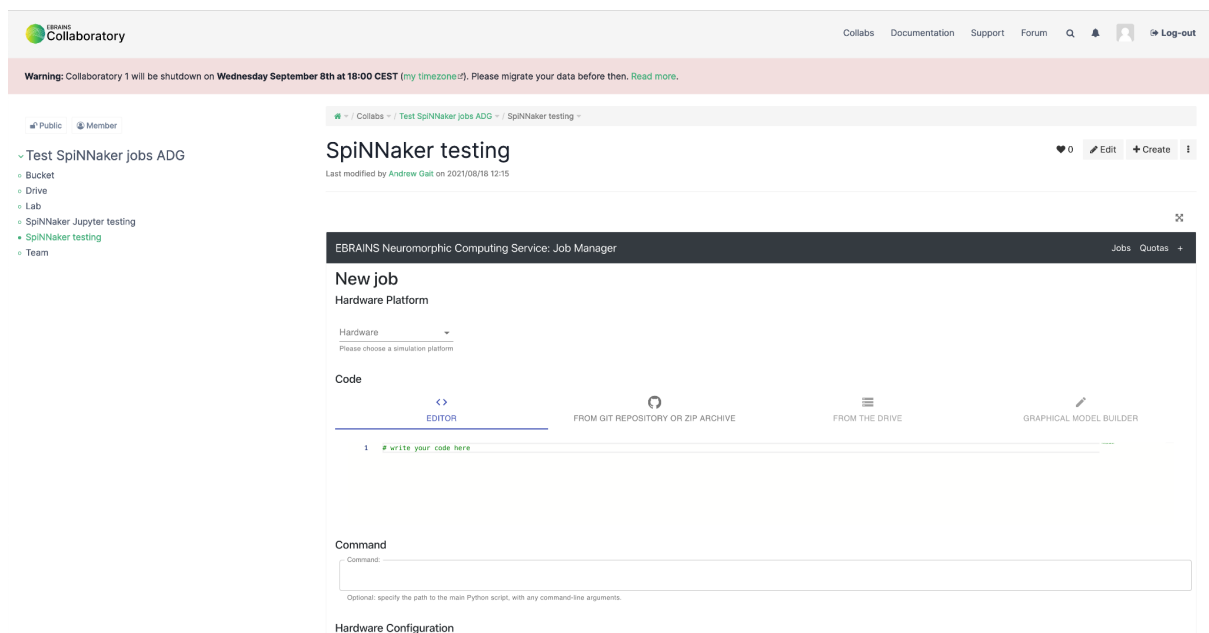 EBRAINS
Collaboratory
Collabs Documentation Support Forum Log-out
Warning: Collaboratory 1 will be shutdown on Wednesday September 8th at 18:00 CEST (my timezone). Please migrate your data before then. Read more.
Public Member
/ Collabs / Test SpiNNaker jobs ADG / SpiNNaker testing
Test SpiNNaker jobs ADG
Bucket
Drive
Lab
SpiNNaker Jupyter testing
SpiNNaker testing
Team
SpiNNaker testing
0 Edit + Create
Last modified by Andrew Gait on 2021/08/18 12:15
EBRAINS Neuromorphic Computing Service: Job Manager
Jobs Quotas +
New job
Hardware Platform
Hardware
Please choose a simulation platform
Code
<> 
EDITOR FROM GIT REPOSITORY OR ZIP ARCHIVE FROM THE DRIVE GRAPHICAL MODEL BUILDER
1 # write your code here
Command
Command:
Optional: specify the path to the main Python script, with any command-line arguments.
Hardware Configuration